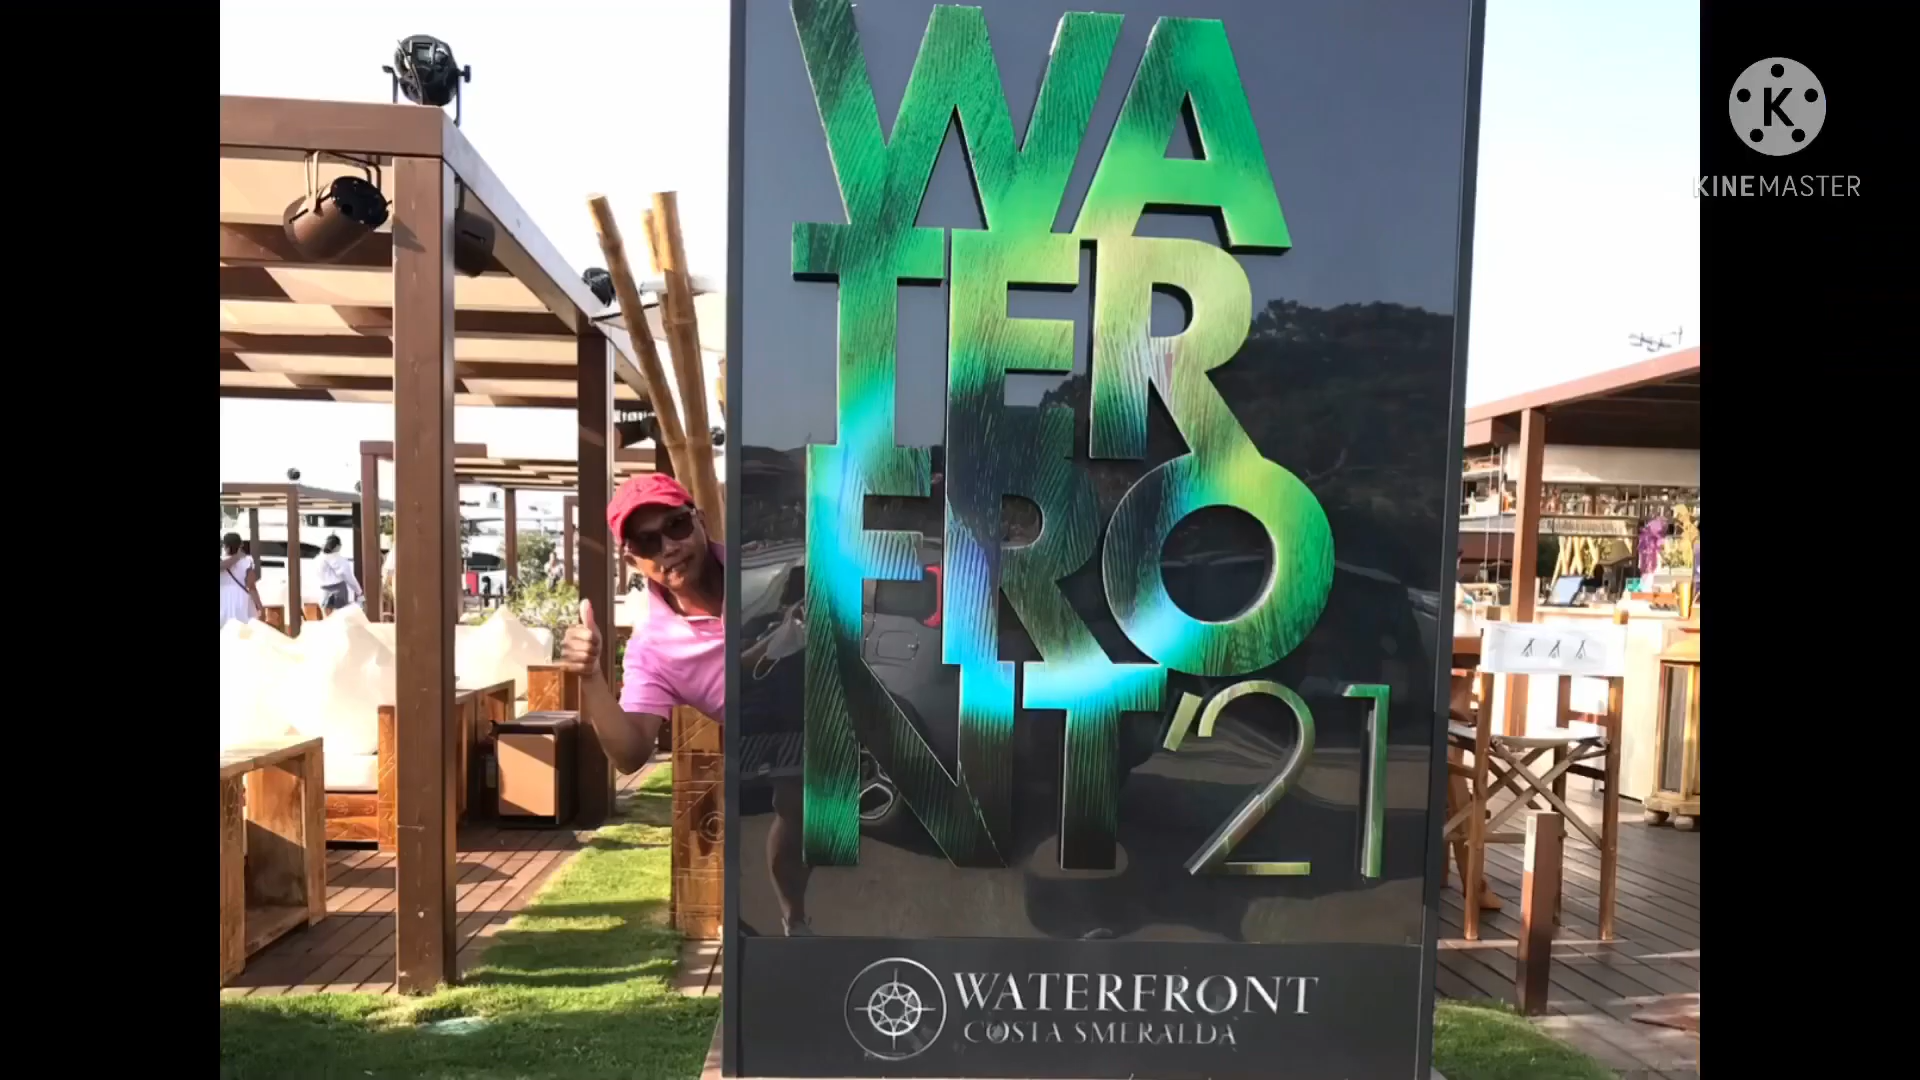 WA
TER
FRO
NT '21
WATERFRONT
COSTA SMERALDA
K
KINEMASTER